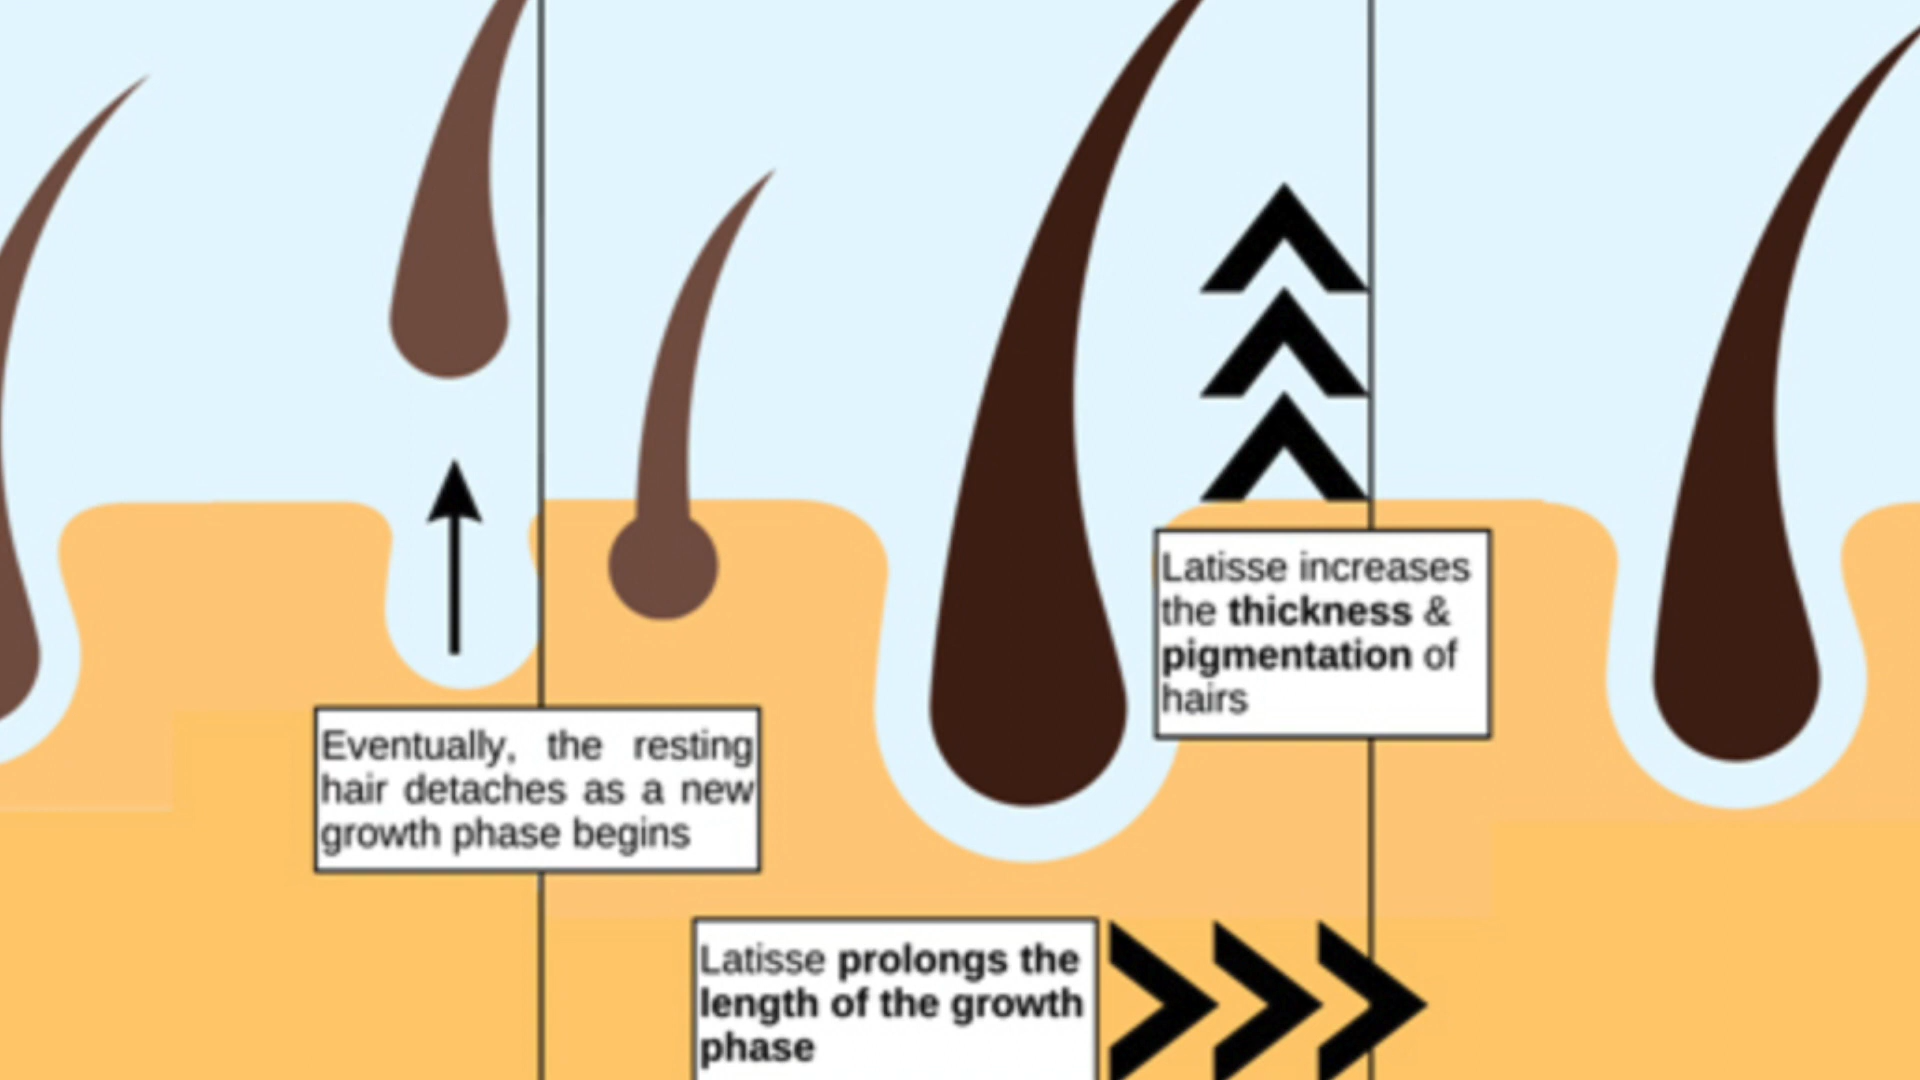 Latisse increases
the thickness &
pigmentation of
hairs
Eventually, the resting
hair detaches as a new
growth phase begins
Latisse prolongs the
length of the growth
phase